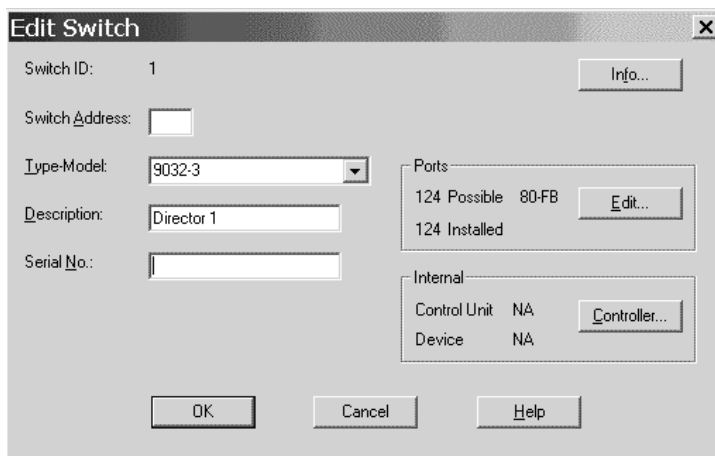 Edit Switch
Switch ID: 1
Info...
Switch Address:
Type-Model: 9032-3
Description: Director 1
Serial No.:
Ports
124 Possible 80-FB
Edit...
124 Installed
Internal
Control Unit NA
Controller...
Device NA
OK Cancel Help